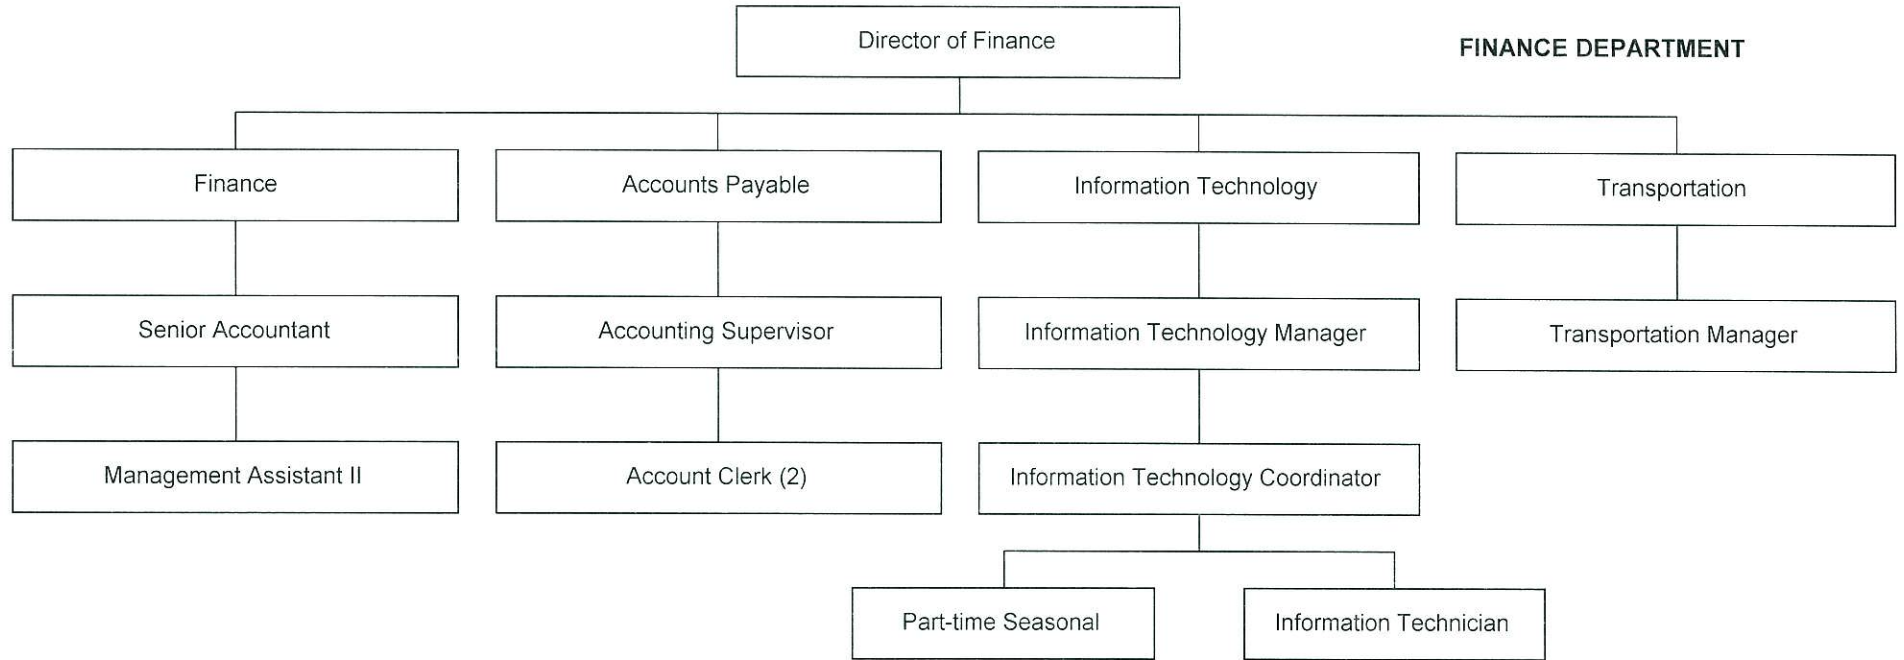 Director of Finance
FINANCE DEPARTMENT
Finance
Accounts Payable
Information Technology
Transportation
Senior Accountant
Accounting Supervisor
Information Technology Manager
Transportation Manager
Management Assistant II
Account Clerk (2)
Information Technology Coordinator
Part-time Seasonal
Information Technician